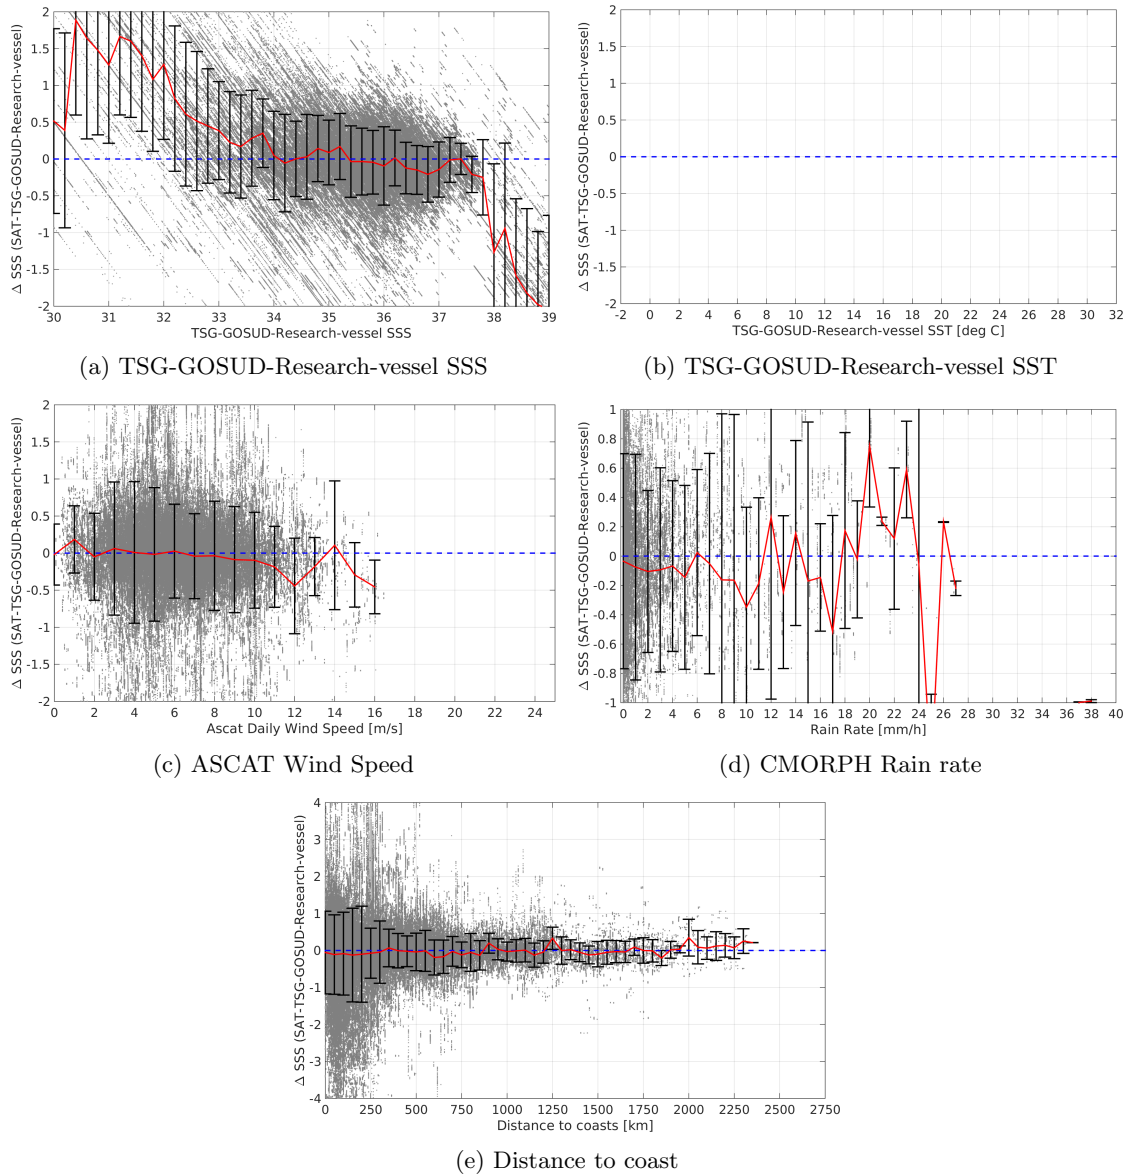 Δ SSS (SAT-TSG-GOSUD-Research-vessel)
2
1.5
1
0.5
0
-0.5
-1
-1.5
-2
30 31 32 33 34 35 36 37 38 39
TSG-GOSUD-Research-vessel SSS
(a) TSG-GOSUD-Research-vessel SSS
Δ SSS (SAT-TSG-GOSUD-Research-vessel)
2
1.5
1
0.5
0
-0.5
-1
-1.5
-2
-2 0 2 4 6 8 10 12 14 16 18 20 22 24 26 28 30 32
TSG-GOSUD-Research-vessel SST [deg C]
(b) TSG-GOSUD-Research-vessel SST
Δ SSS (SAT-TSG-GOSUD-Research-vessel)
2
1.5
1
0.5
0
-0.5
-1
-1.5
-2
0 2 4 6 8 10 12 14 16 18 20 22 24
Ascat Daily Wind Speed [m/s]
(c) ASCAT Wind Speed
Δ SSS (SAT-TSG-GOSUD-Research-vessel)
1
0.8
0.6
0.4
0.2
0
-0.2
-0.4
-0.6
-0.8
-1
0 2 4 6 8 10 12 14 16 18 20 22 24 26 28 30 32 34 36 38 40
Rain Rate [mm/h]
(d) CMORPH Rain rate
Δ SSS (SAT-TSG-GOSUD-Research-vessel)
4
3
2
1
0
-1
-2
-3
-4
0 250 500 750 1000 1250 1500 1750 2000 2250 2500 2750
Distance to coasts [km]
(e) Distance to coast